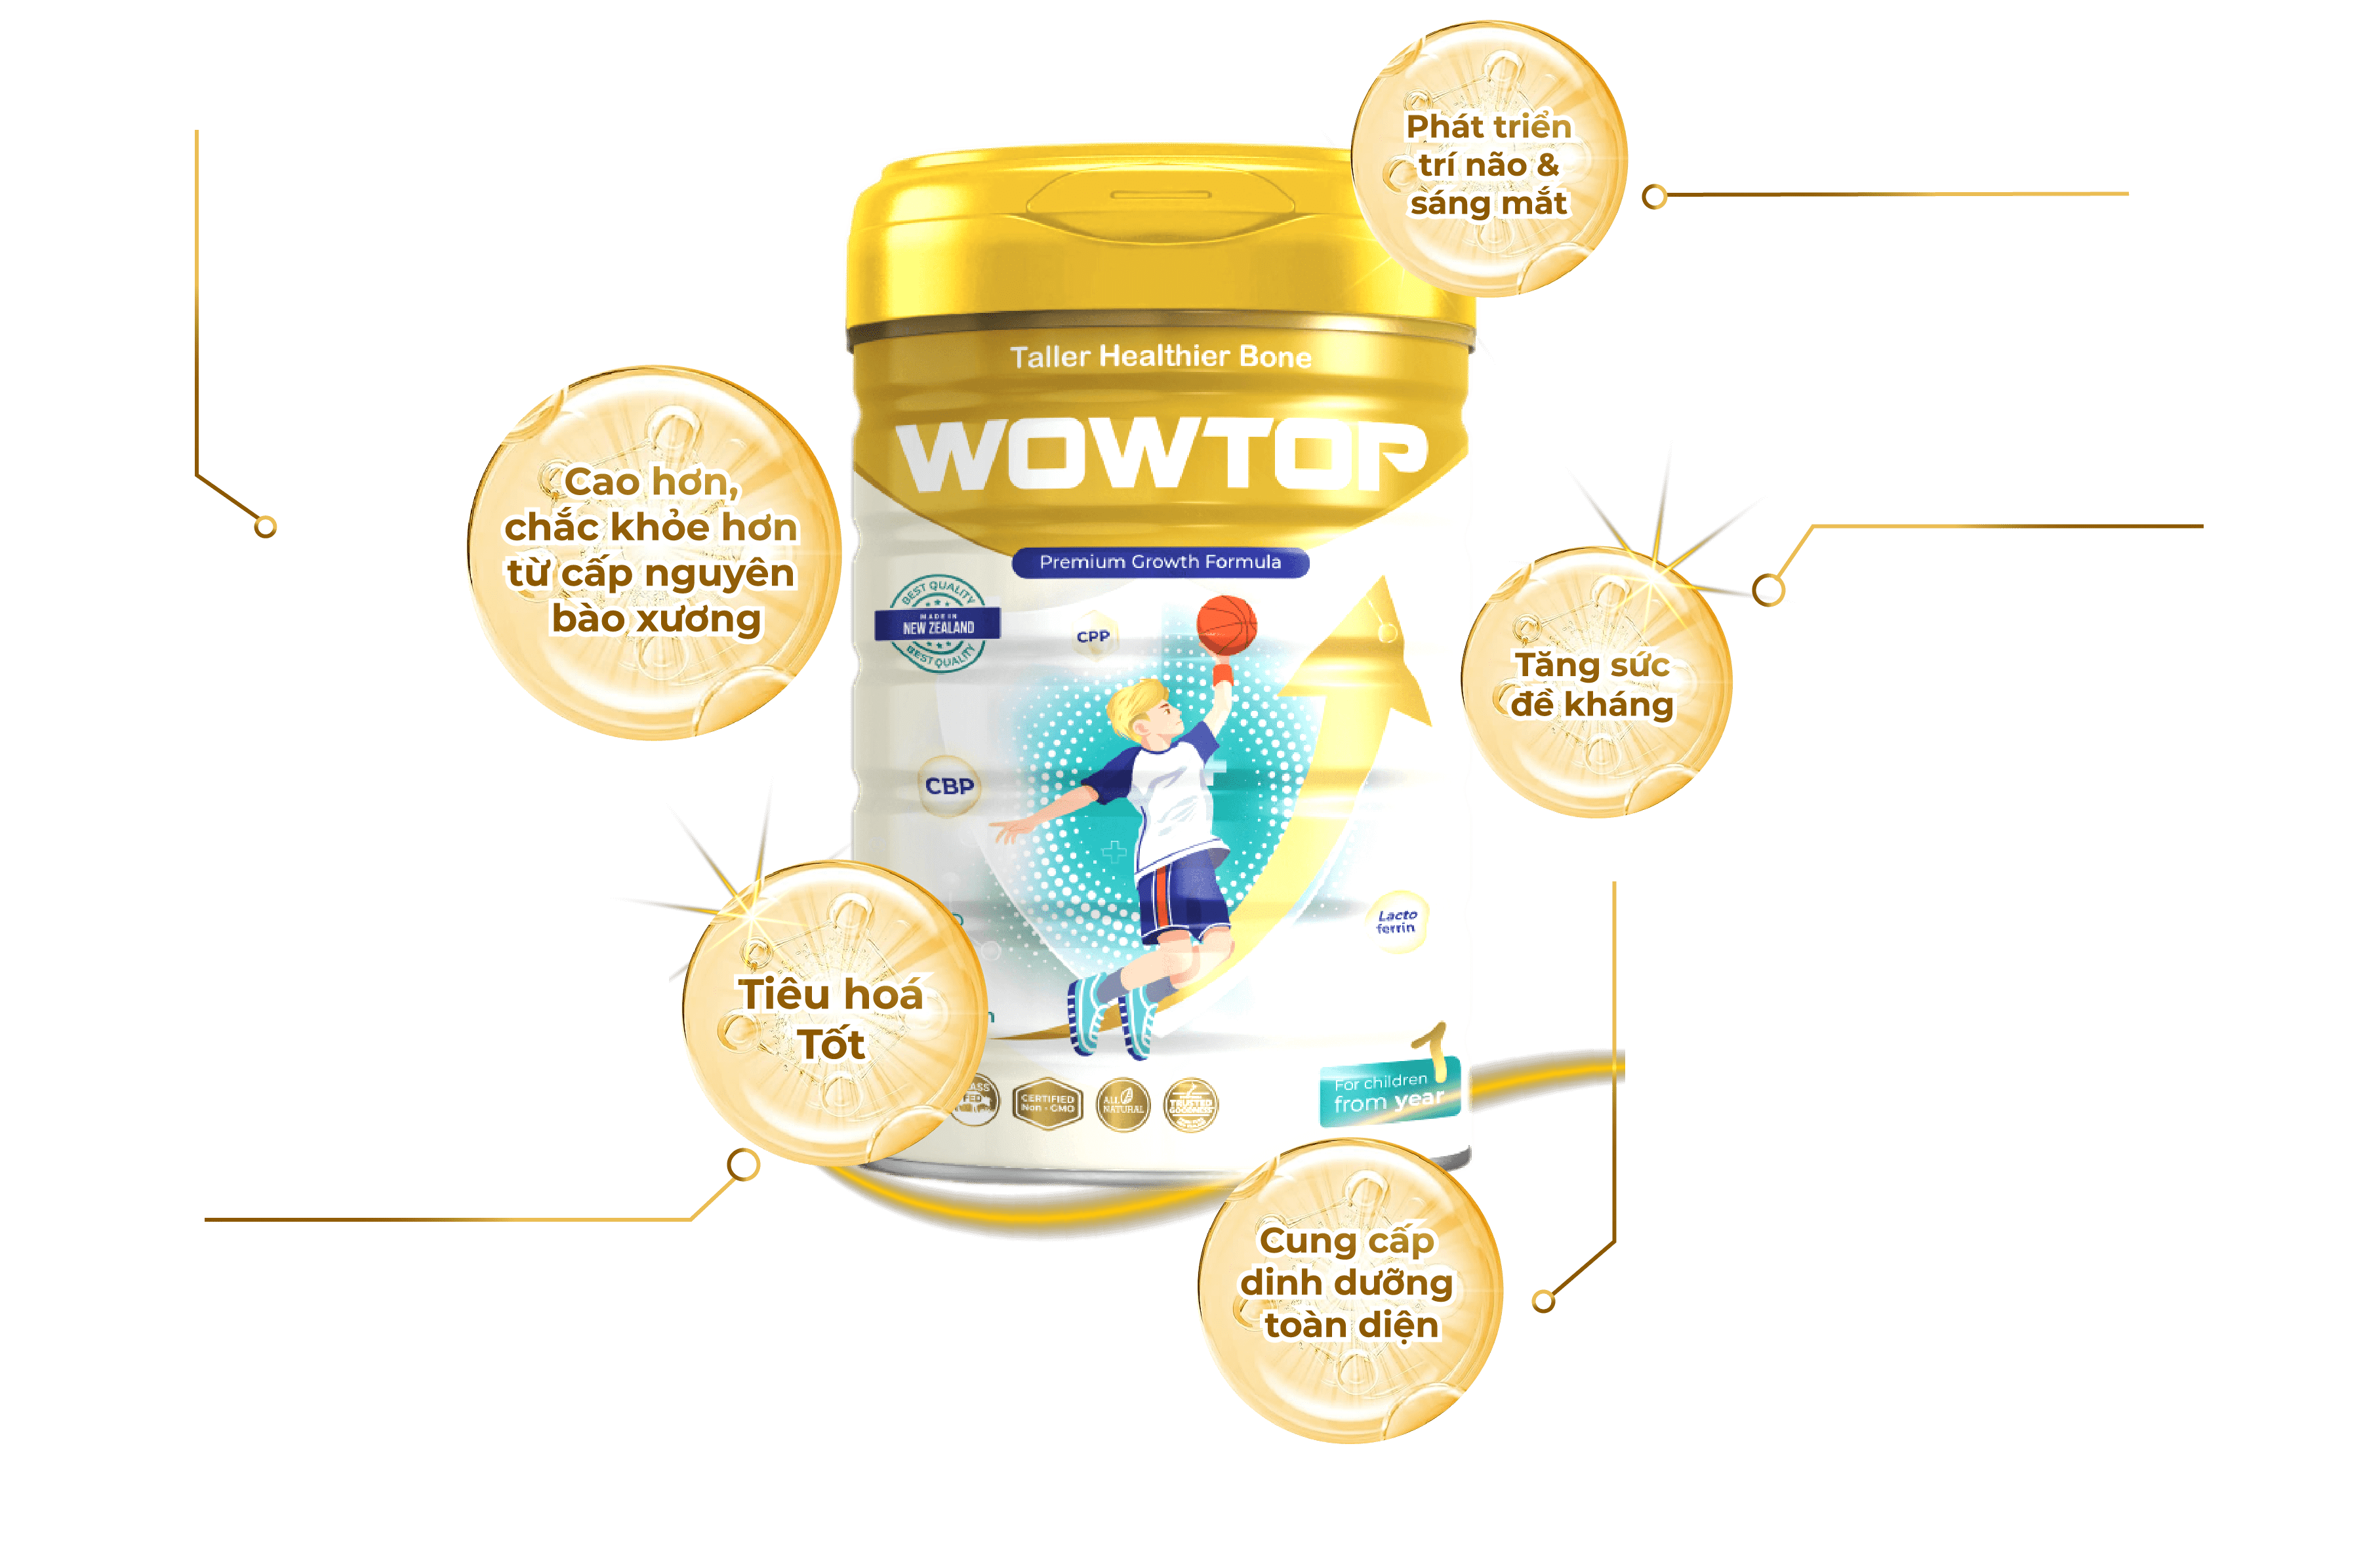 Phát triển
trí não &
sáng mắt
Taller Healthier Bone
WOWTOP
Premium Growth Formula
Cao hơn,
chắc khỏe hơn
từ cấp nguyên
bào xương
BEST QUALITY
MADE IN
NEW ZEALAND
BEST QUALITY
CPP
Tăng sức
đề kháng
CBP
Lacto
ferrin
Tiêu hoá
Tốt
CERTIFIED
Non - GMO
ALL
NATURAL
TRUSTED
GOODNESS
For children
from year
1
Cung cấp
dinh dưỡng
toàn diện